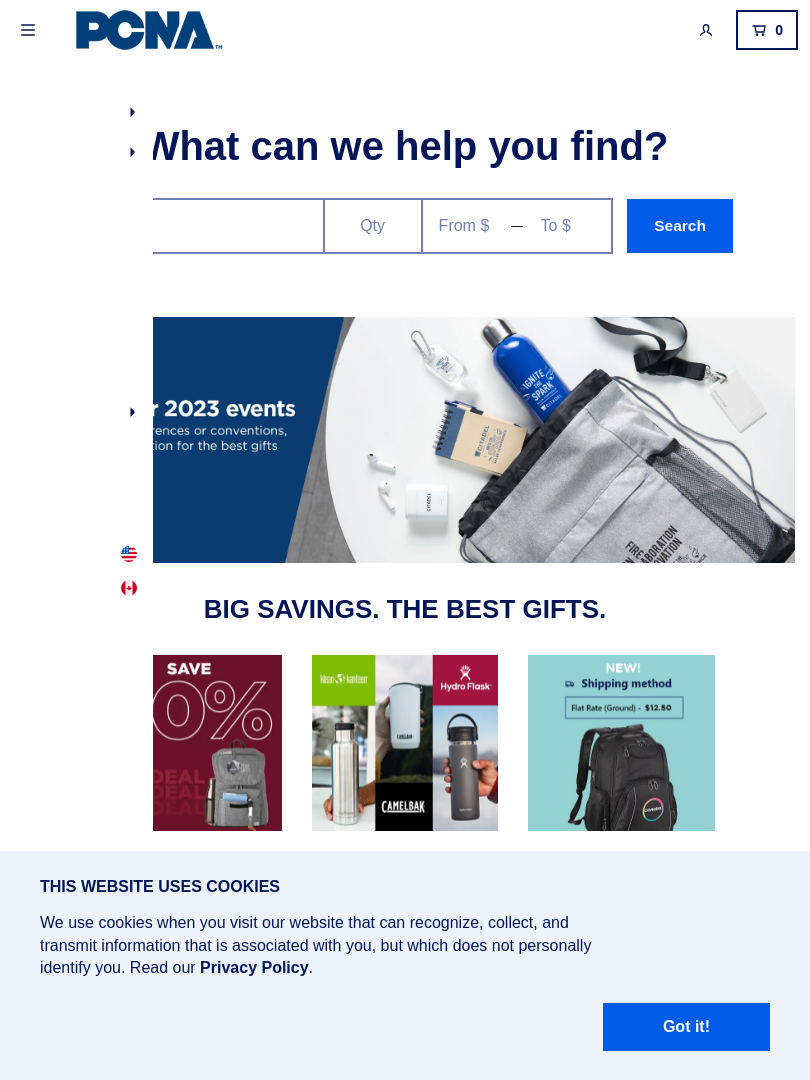 PCNA™
0
What can we help you find?
Qty
From $
To $
Search
r 2023 events
rences or conventions,
tion for the best gifts
IGNITE
THE
SPARK
CITADEL
CITADEL
CITADEL
BIG SAVINGS. THE BEST GIFTS.
SAVE
0%
DEAL
DEAL
DEAL
klean kanteen
Hydro Flask
CAMELBAK
CAMELBAK
NEW!
Shipping method
Flat Rate (Ground) - $12.50
THIS WEBSITE USES COOKIES
We use cookies when you visit our website that can recognize, collect, and
transmit information that is associated with you, but which does not personally
identify you. Read our Privacy Policy.
Got it!